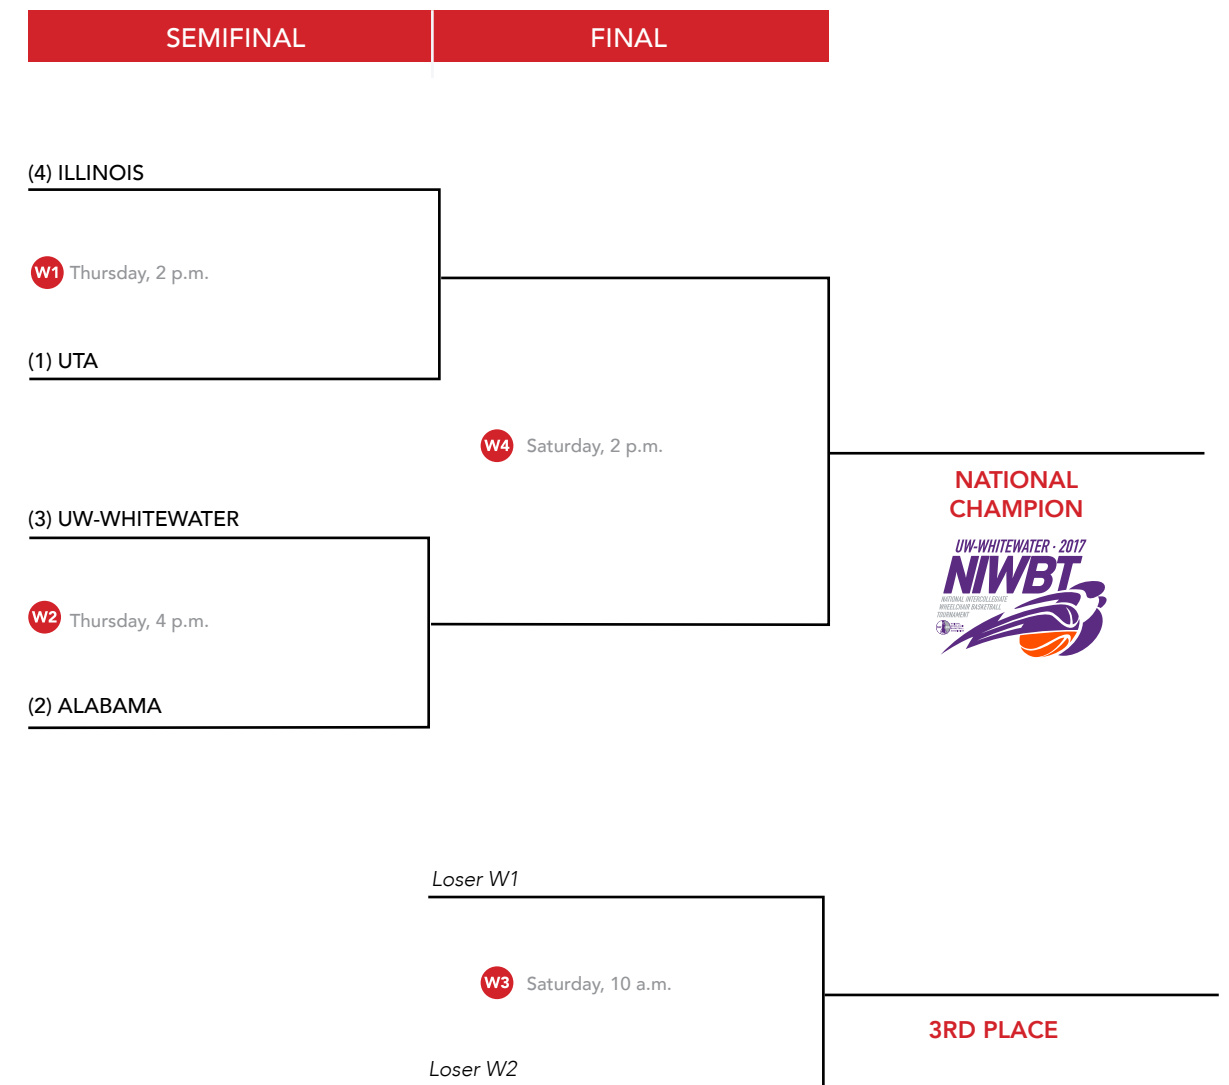 SEMIFINAL
FINAL
(4) ILLINOIS
W1 Thursday, 2 p.m.
(1) UTA
W4 Saturday, 2 p.m.
NATIONAL
CHAMPION
(3) UW-WHITEWATER
UW-WHITEWATER · 2017
NIWBT
NATIONAL INTERCOLLEGIATE
WHEELCHAIR BASKETBALL
TOURNAMENT
W2 Thursday, 4 p.m.
(2) ALABAMA
Loser W1
W3 Saturday, 10 a.m.
3RD PLACE
Loser W2